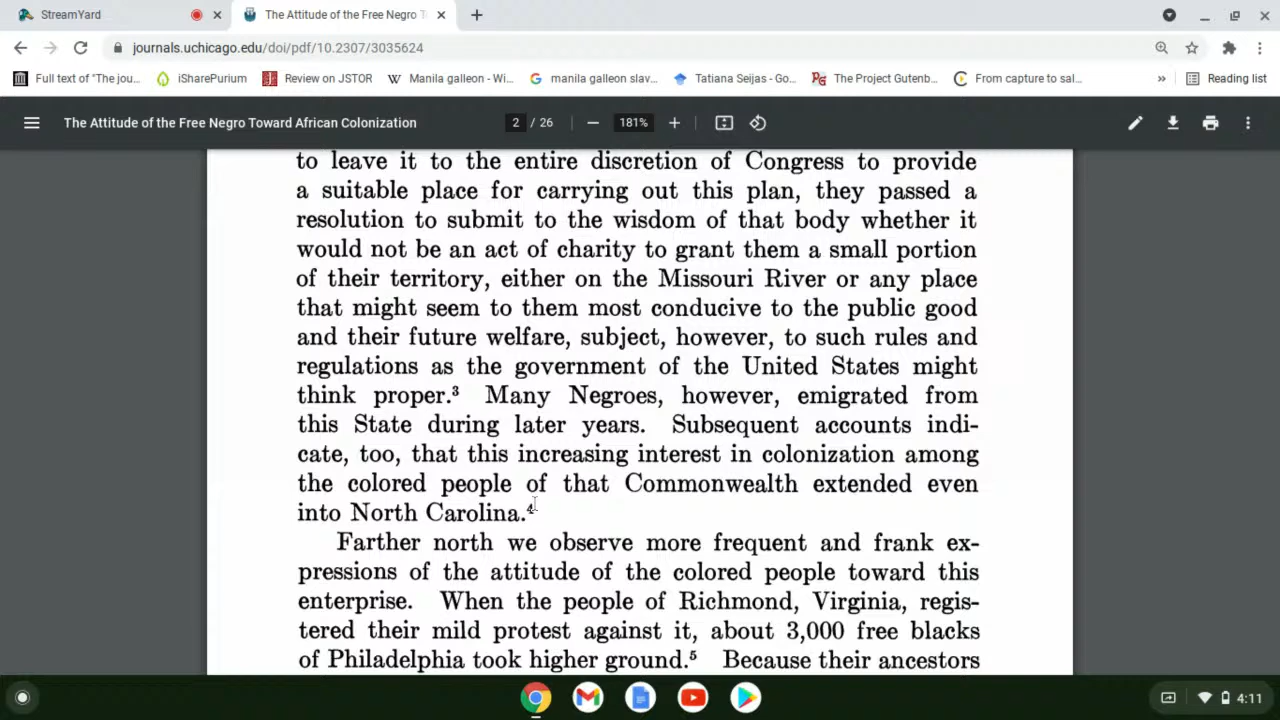 StreamYard
The Attitude of the Free Negro T
journals.uchicago.edu/doi/pdf/10.2307/3035624
Full text of "The jou...
iSharePurium
Review on JSTOR
W Manila galleon - Wi...
G manila galleon slav...
Tatiana Seijas - Go...
PG The Project Gutenb...
From capture to sal...
»
Reading list
The Attitude of the Free Negro Toward African Colonization
2 / 26
— 181% +
to leave it to the entire discretion of Congress to provide
a suitable place for carrying out this plan, they passed a
resolution to submit to the wisdom of that body whether it
would not be an act of charity to grant them a small portion
of their territory, either on the Missouri River or any place
that might seem to them most conducive to the public good
and their future welfare, subject, however, to such rules and
regulations as the government of the United States might
think proper.³ Many Negroes, however, emigrated from
this State during later years. Subsequent accounts indi-
cate, too, that this increasing interest in colonization among
the colored people of that Commonwealth extended even
into North Carolina.⁴
Farther north we observe more frequent and frank ex-
pressions of the attitude of the colored people toward this
enterprise. When the people of Richmond, Virginia, regis-
tered their mild protest against it, about 3,000 free blacks
of Philadelphia took higher ground.⁵ Because their ancestors
4:11